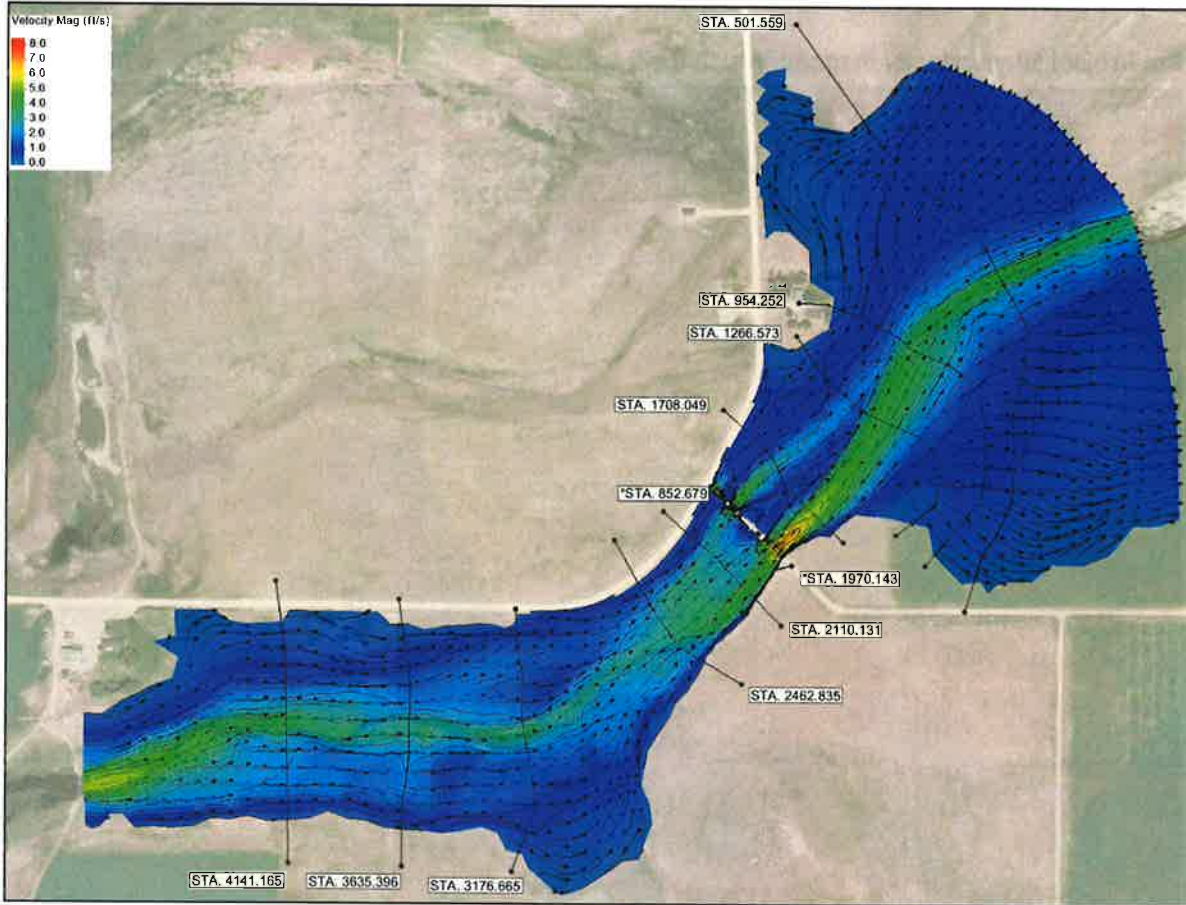 Velocity Mag (ft/s)
8.0
7.0
6.0
5.0
4.0
3.0
2.0
1.0
0.0
STA. 501.559
STA. 954.252
STA. 1266.573
STA. 1708.049
*STA. 852.679
*STA. 1970.143
STA. 2110.131
STA. 2462.835
STA. 4141.165
STA. 3635.396
STA. 3176.665